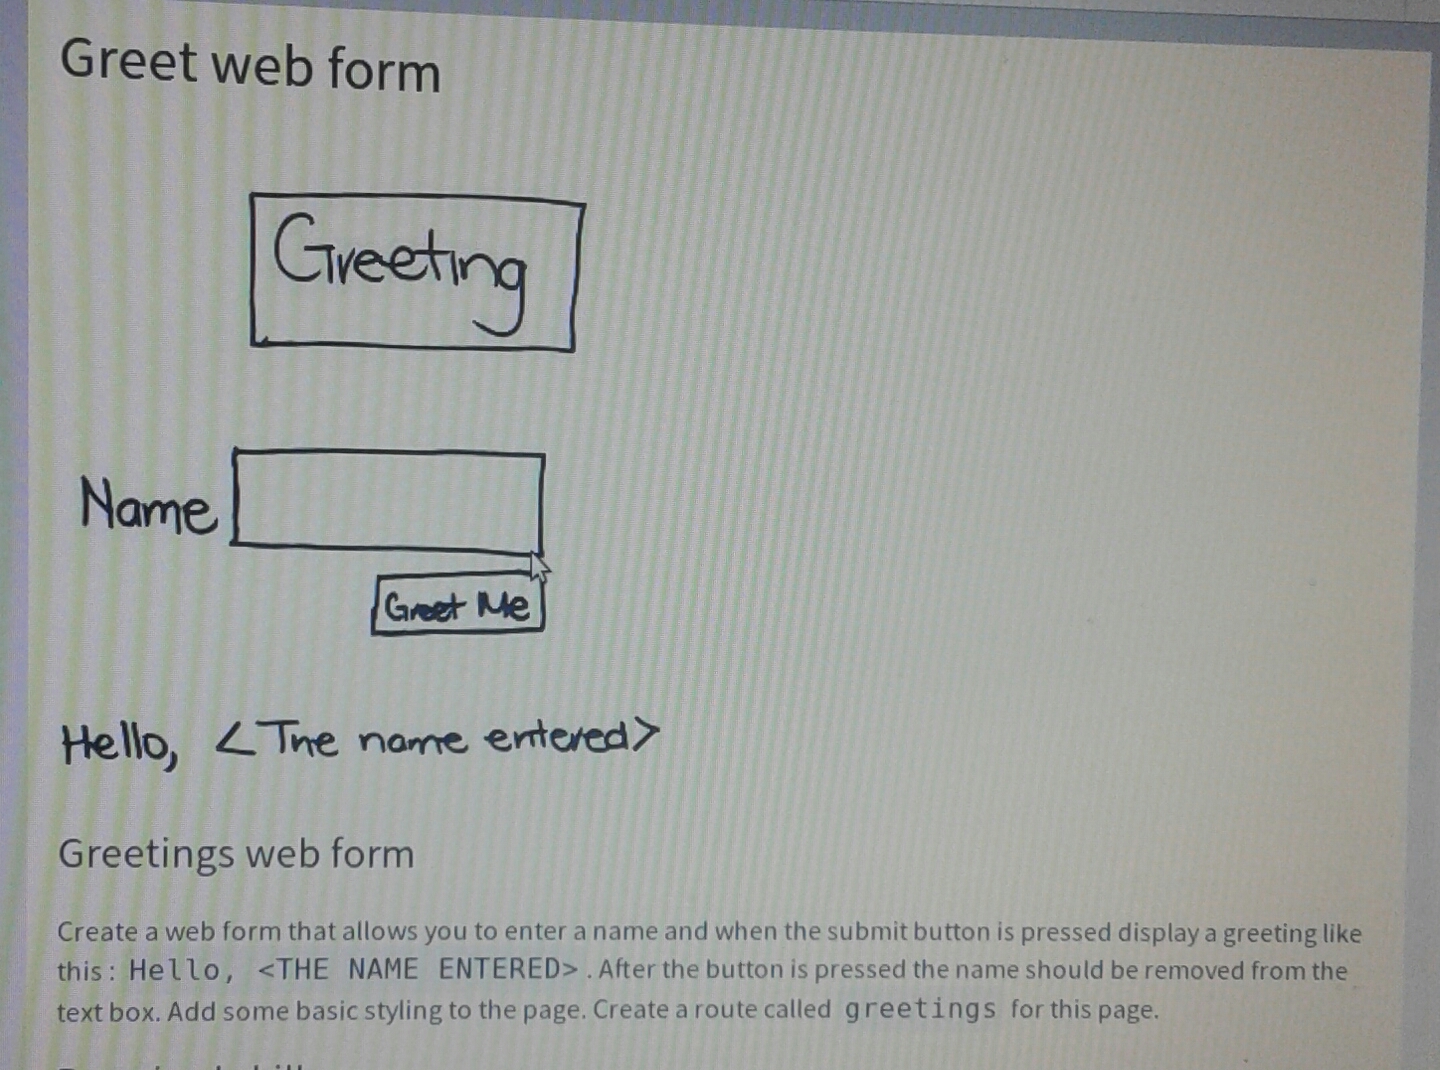 Greet web form
Greeting
Name
Greet Me
Hello, <The name entered>
Greetings web form
Create a web form that allows you to enter a name and when the submit button is pressed display a greeting like
this: Hello, <THE NAME ENTERED>. After the button is pressed the name should be removed from the
text box. Add some basic styling to the page. Create a route called greetings for this page.